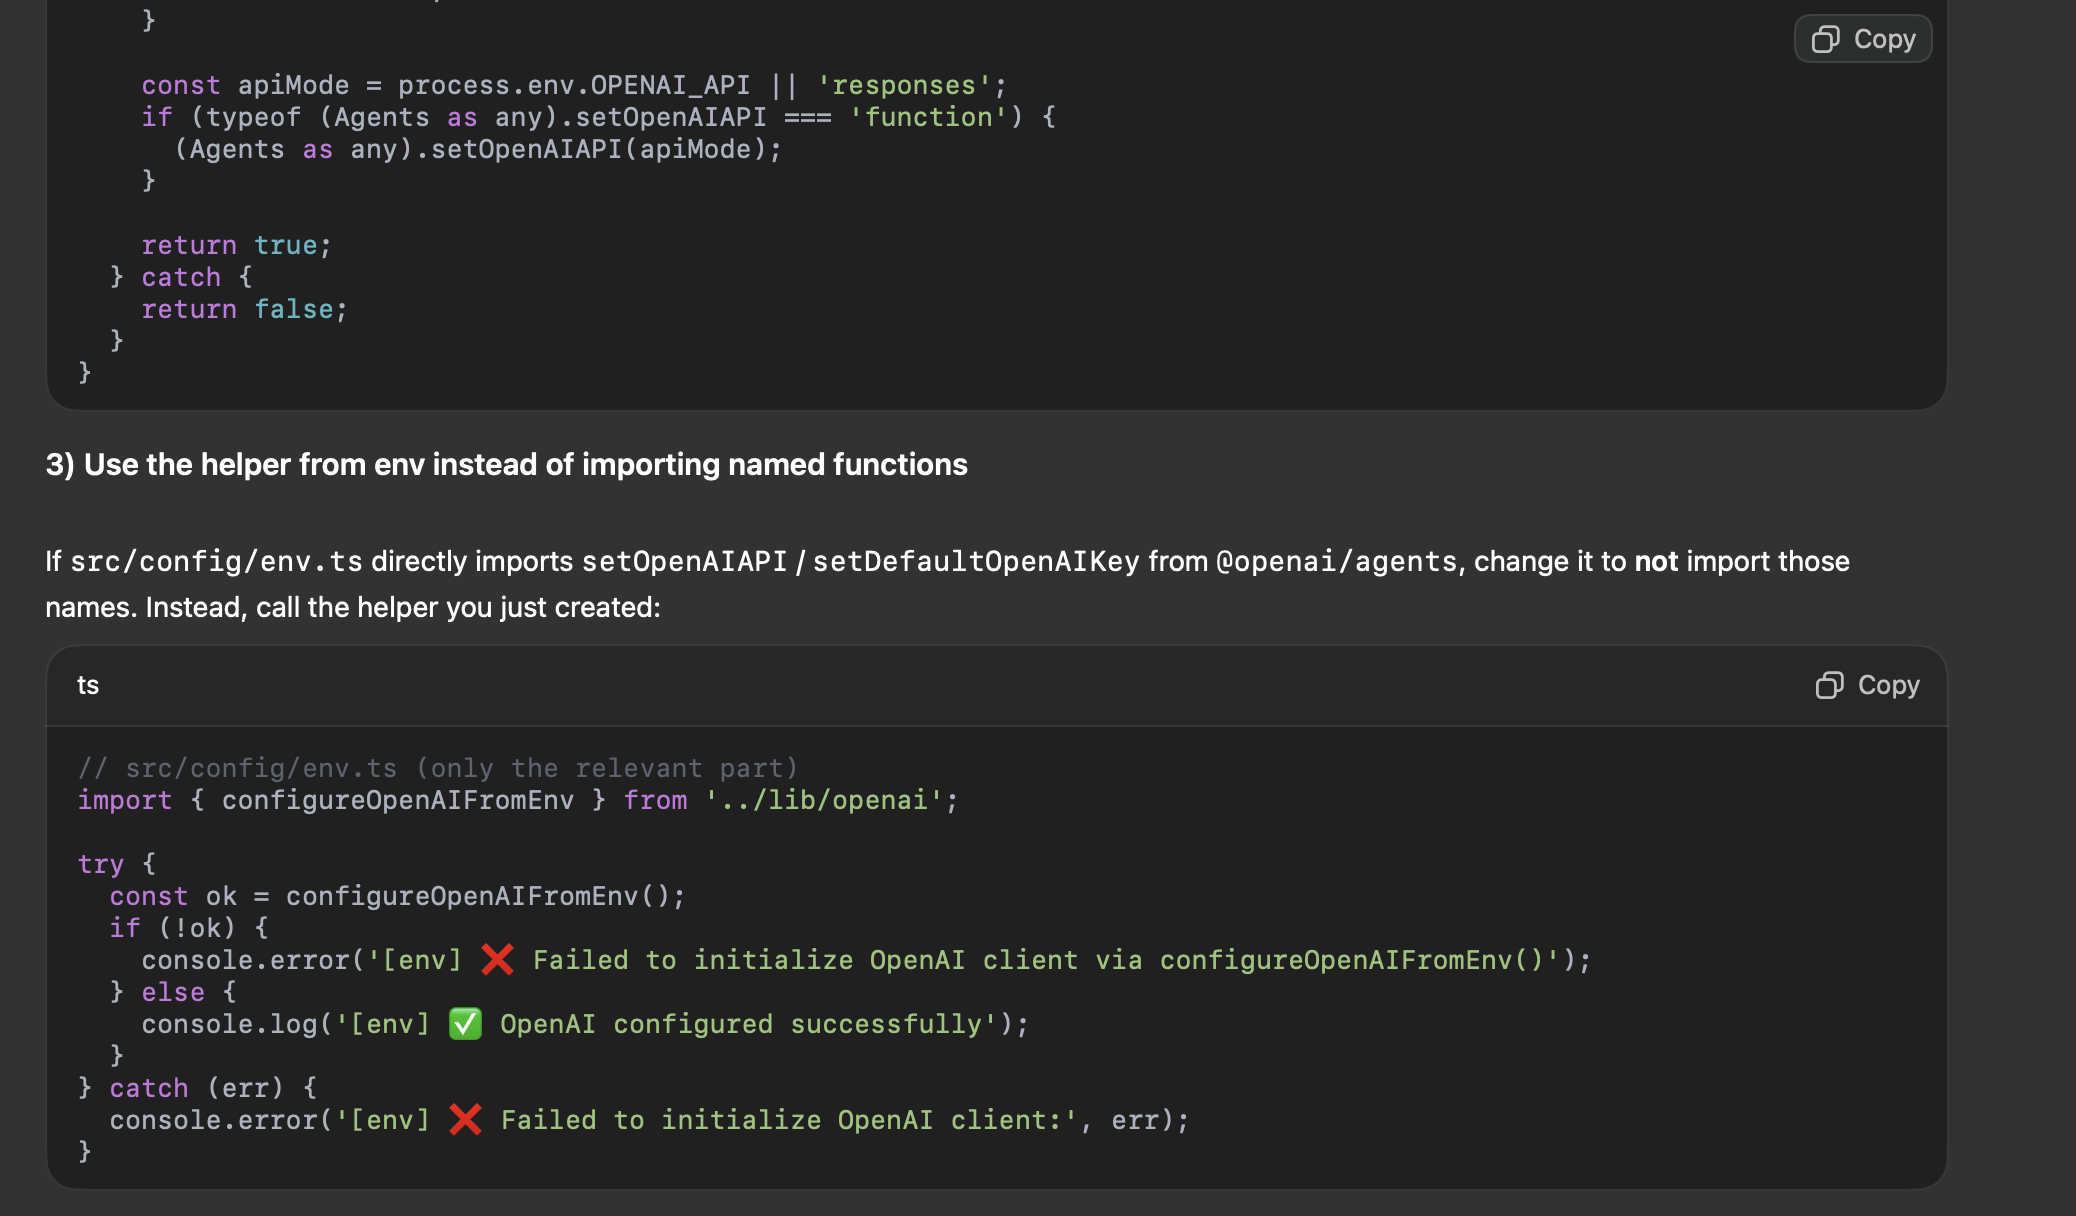 }
Copy
    const apiMode = process.env.OPENAI_API || 'responses';
    if (typeof (Agents as any).setOpenAIAPI === 'function') {
      (Agents as any).setOpenAIAPI(apiMode);
    }

    return true;
  } catch {
    return false;
  }
}
3) Use the helper from env instead of importing named functions
If src/config/env.ts directly imports setOpenAIAPI / setDefaultOpenAIKey from @openai/agents, change it to not import those
names. Instead, call the helper you just created:
ts Copy
// src/config/env.ts (only the relevant part)
import { configureOpenAIFromEnv } from '../lib/openai';

try {
  const ok = configureOpenAIFromEnv();
  if (!ok) {
    console.error('[env] ❌ Failed to initialize OpenAI client via configureOpenAIFromEnv()');
  } else {
    console.log('[env] ✅ OpenAI configured successfully');
  }
} catch (err) {
  console.error('[env] ❌ Failed to initialize OpenAI client:', err);
}